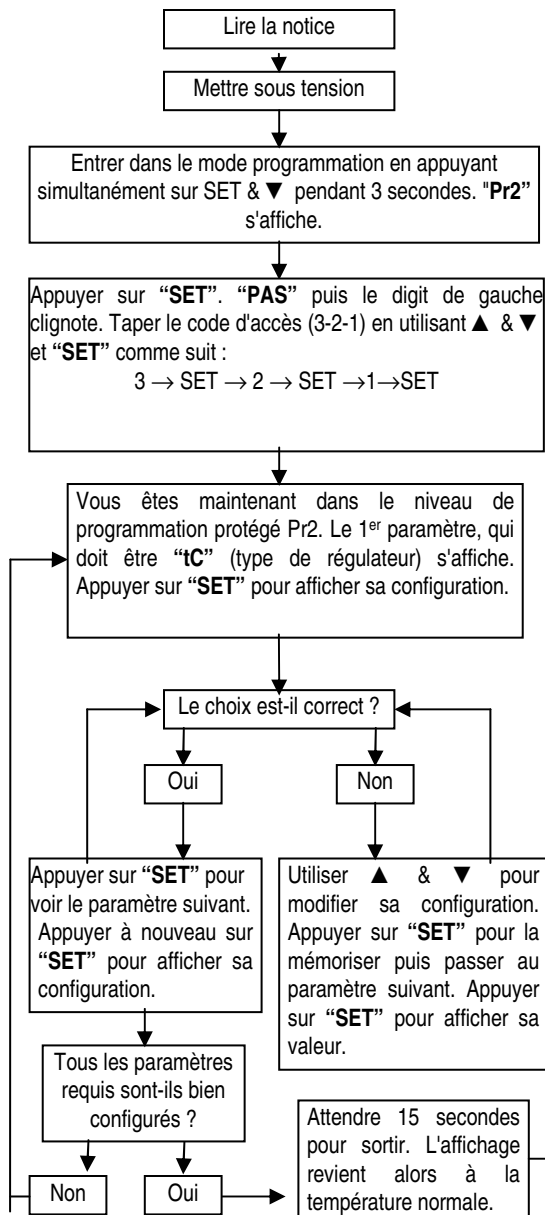 Lire la notice
Mettre sous tension
Entrer dans le mode programmation en appuyant
simultanément sur SET & ▼ pendant 3 secondes. "Pr2”
s'affiche.
Appuyer sur “SET”. “PAS” puis le digit de gauche
clignote. Taper le code d'accès (3-2-1) en utilisant ▲ & ▼
et “SET” comme suit :
3 → SET → 2 → SET →1→SET
Vous êtes maintenant dans le niveau de
programmation protégé Pr2. Le 1er paramètre, qui
doit être “tC” (type de régulateur) s'affiche.
Appuyer sur “SET” pour afficher sa configuration.
Le choix est-il correct ?
Oui
Non
Appuyer sur “SET” pour
voir le paramètre suivant.
Appuyer à nouveau sur
“SET” pour afficher sa
configuration.
Utiliser ▲ & ▼ pour
modifier sa configuration.
Appuyer sur “SET” pour la
mémoriser puis passer au
paramètre suivant. Appuyer
sur “SET” pour afficher sa
valeur.
Tous les paramètres
requis sont-ils bien
configurés ?
Non
Oui
Attendre 15 secondes
pour sortir. L'affichage
revient alors à la
température normale.